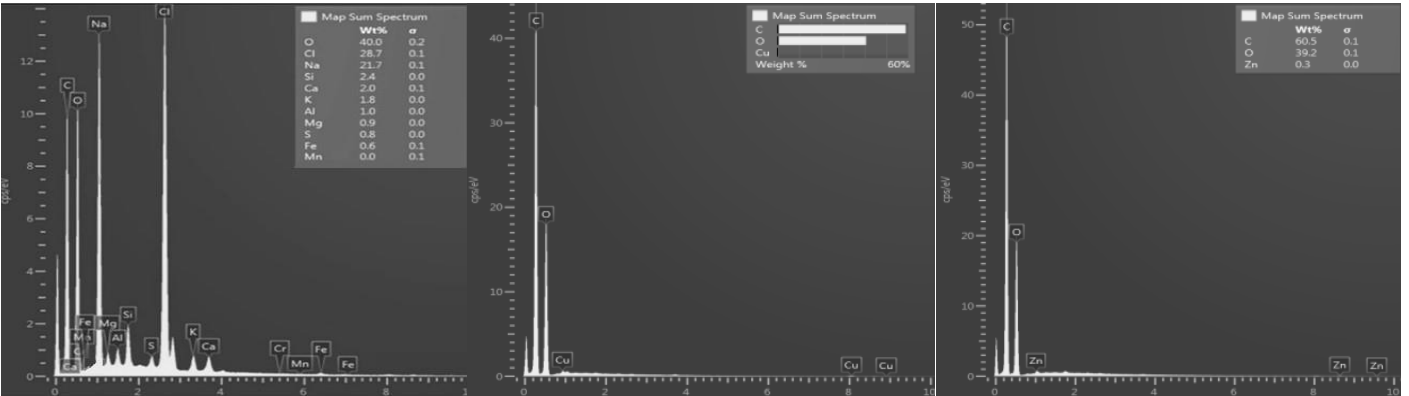 Map Sum Spectrum
Wt% σ
O 40.0 0.2
Cl 28.7 0.1
Na 21.7 0.1
Si 2.4 0.0
Ca 2.0 0.1
K 1.8 0.0
Al 1.0 0.0
Mg 0.9 0.0
S 0.8 0.0
Fe 0.6 0.1
Mn 0.0 0.1
cps/eV
12
10
8
6
4
2
0
Na
Cl
C
O
Fe
Mg
Mn
Al
Si
Ca
S
K
Ca
Cr
Mn
Fe
Fe
0 2 4 6 8
Map Sum Spectrum
C
O
Cu
Weight % 60%
cps/eV
40
30
20
10
0
C
O
Cu
Cu
Cu
0 2 4 6 8 10
Map Sum Spectrum
Wt% σ
C 60.5 0.1
O 39.2 0.1
Zn 0.3 0.0
cps/eV
50
40
30
20
10
0
C
O
Zn
Zn
Zn
0 2 4 6 8 10